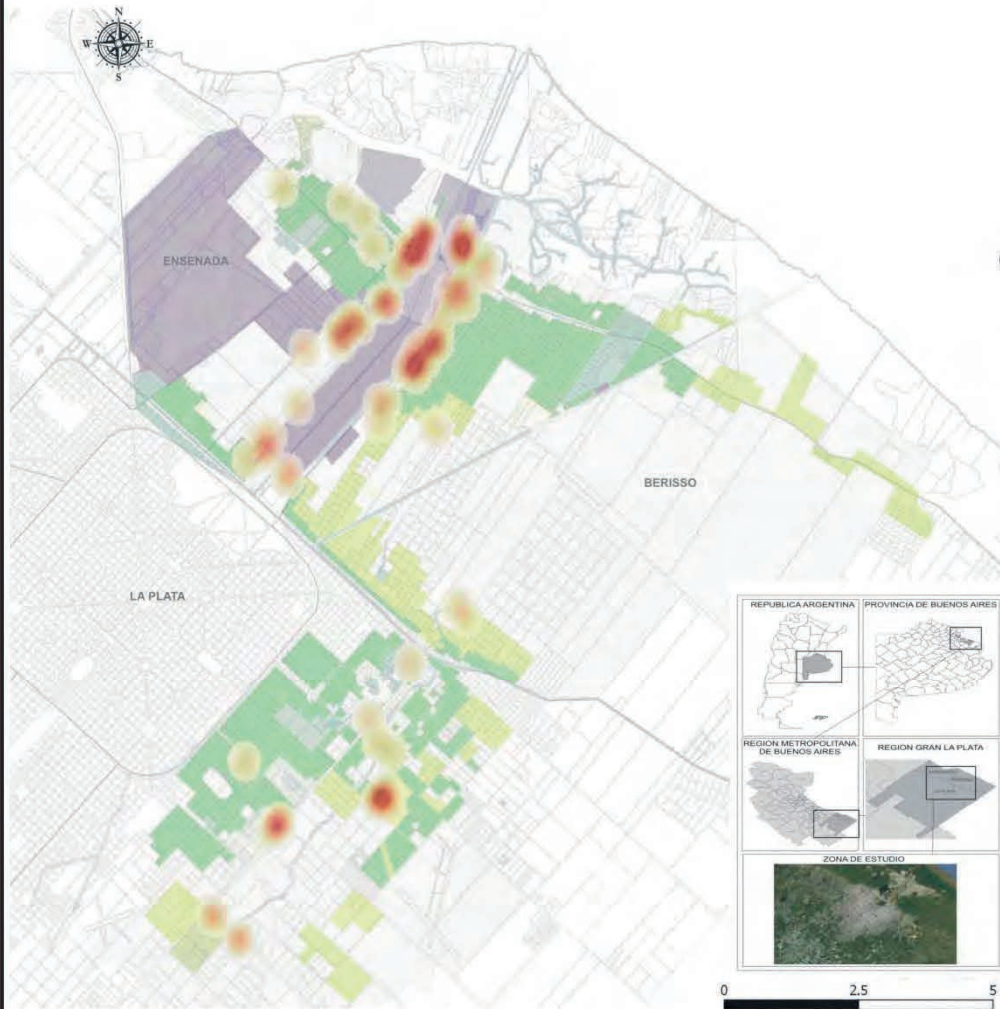 N
W E
S
ENSENADA
BERISSO
LA PLATA
REPUBLICA ARGENTINA
PROVINCIA DE BUENOS AIRES
REGION METROPOLITANA
DE BUENOS AIRES
REGION GRAN LA PLATA
ZONA DE ESTUDIO
0 2.5 5